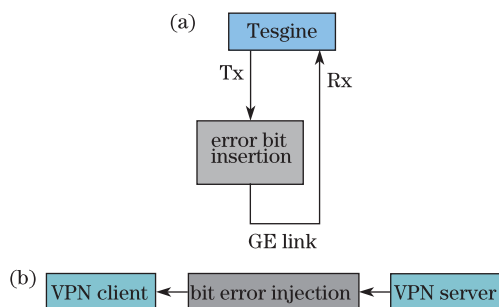 (a)
Tesgine
Tx
Rx
error bit
insertion
GE link
(b)
VPN client
bit error injection
VPN server